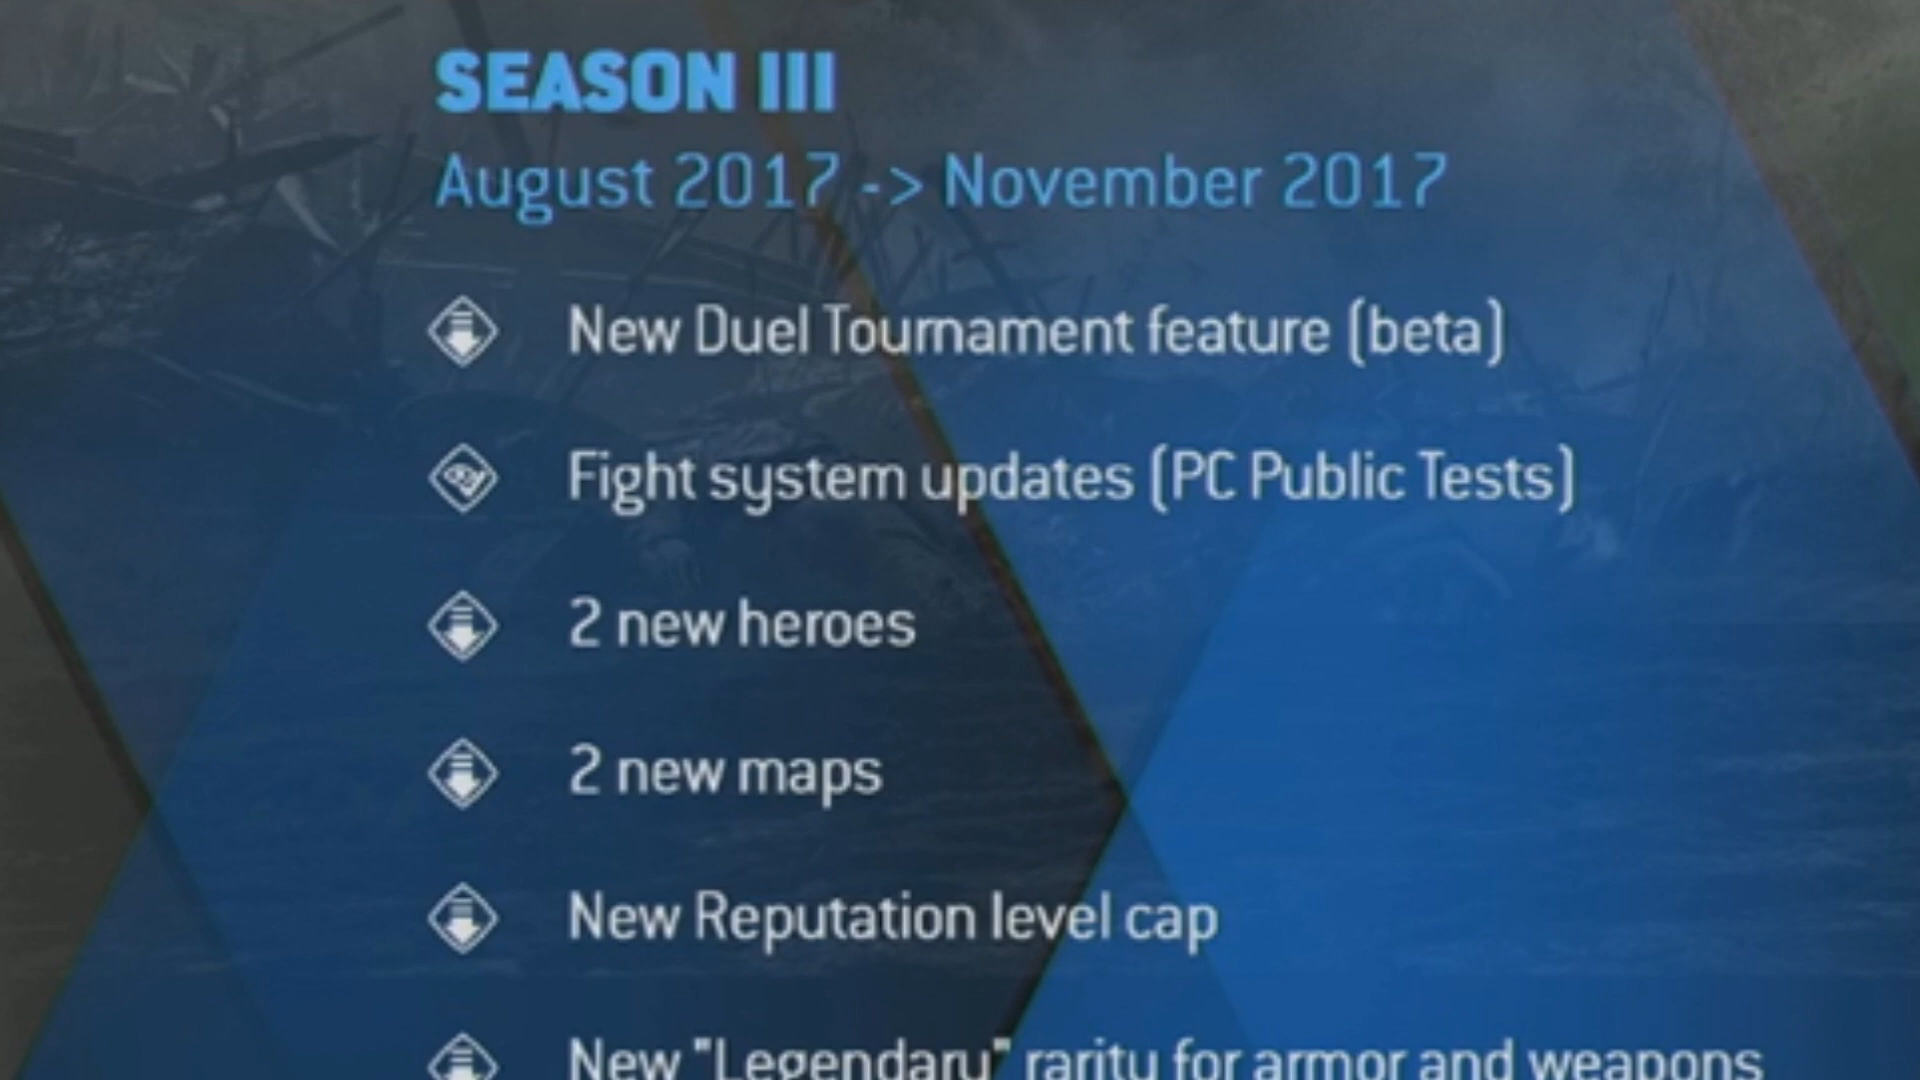 SEASON III
August 2017 -> November 2017
New Duel Tournament feature (beta)
Fight system updates (PC Public Tests)
2 new heroes
2 new maps
New Reputation level cap
New "Legendary" rarity for armor and weapons